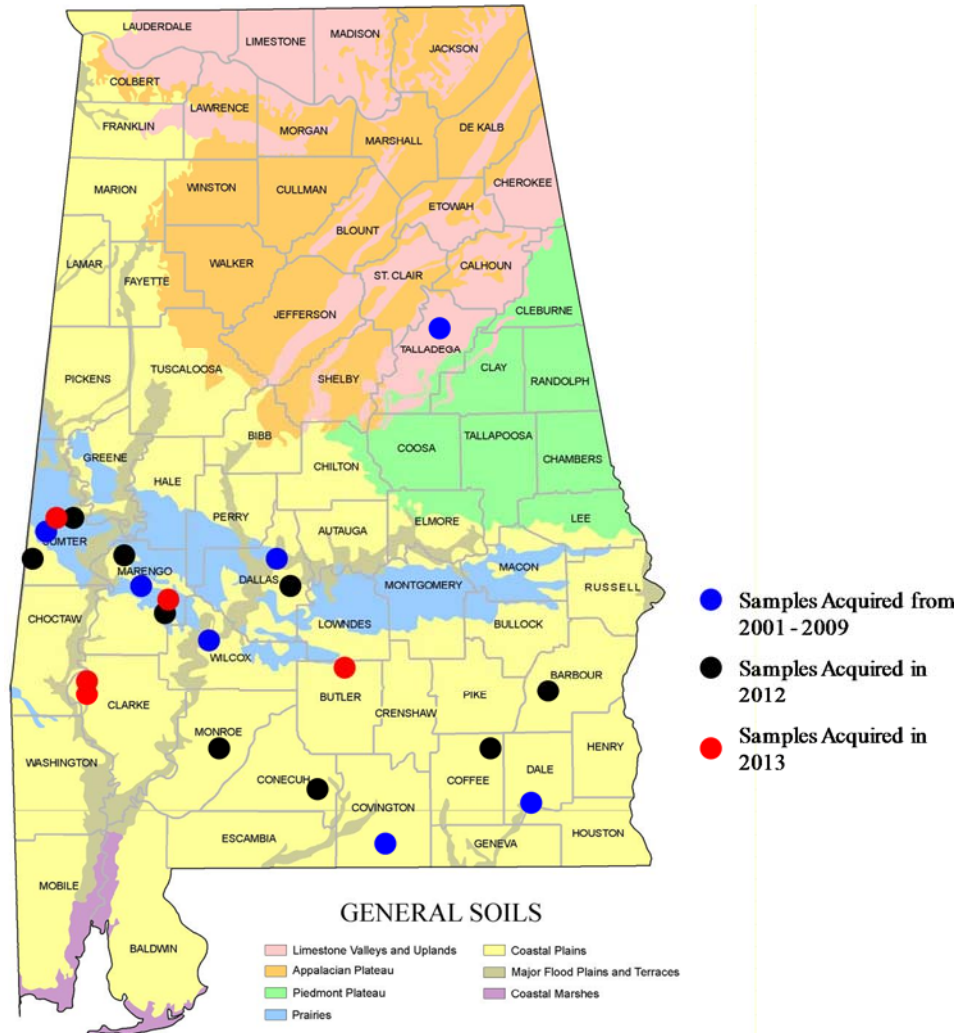 LAUDERDALE
LIMESTONE
MADISON
JACKSON
COLBERT
LAWRENCE
FRANKLIN
MORGAN
MARSHALL
DE KALB
MARION
WINSTON
CULLMAN
CHEROKEE
ETOWAH
BLOUNT
LAMAR
FAYETTE
WALKER
ST. CLAIR
CALHOUN
JEFFERSON
CLEBURNE
TALLADEGA
PICKENS
TUSCALOOSA
SHELBY
CLAY
RANDOLPH
BIBB
GREENE
HALE
CHILTON
COOSA
TALLAPOOSA
CHAMBERS
PERRY
AUTAUGA
ELMORE
LEE
SUMTER
MARENGO
DALLAS
MONTGOMERY
MACON
RUSSELL
CHOCTAW
LOWNDES
BULLOCK
WILCOX
BUTLER
CRENSHAW
PIKE
BARBOUR
CLARKE
MONROE
WASHINGTON
CONECUH
COFFEE
DALE
HENRY
COVINGTON
ESCAMBIA
GENEVA
HOUSTON
MOBILE
BALDWIN
Samples Acquired from
2001 - 2009
Samples Acquired in
2012
Samples Acquired in
2013
GENERAL SOILS
Limestone Valleys and Uplands
Appalacian Plateau
Piedmont Plateau
Prairies
Coastal Plains
Major Flood Plains and Terraces
Coastal Marshes